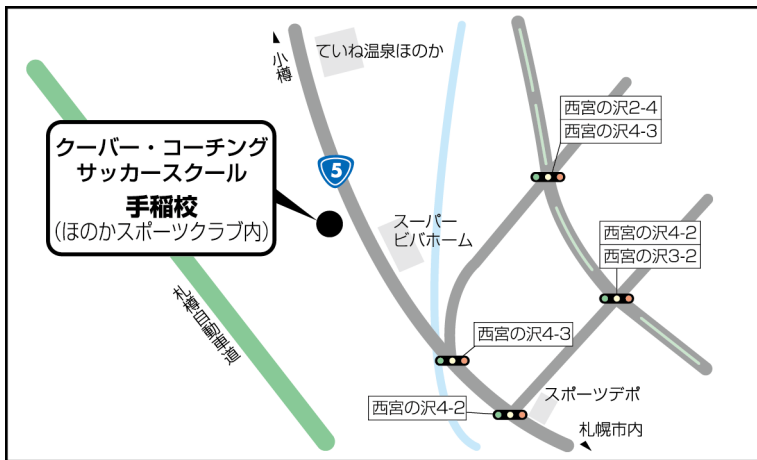 小樽
ていね温泉ほのか
クーバー・コーチング
サッカースクール
手稲校
(ほのかスポーツクラブ内)
5
スーパー
ビバホーム
西宮の沢2-4
西宮の沢4-3
西宮の沢4-2
西宮の沢3-2
札樽自動車道
西宮の沢4-3
西宮の沢4-2
スポーツデポ
札幌市内